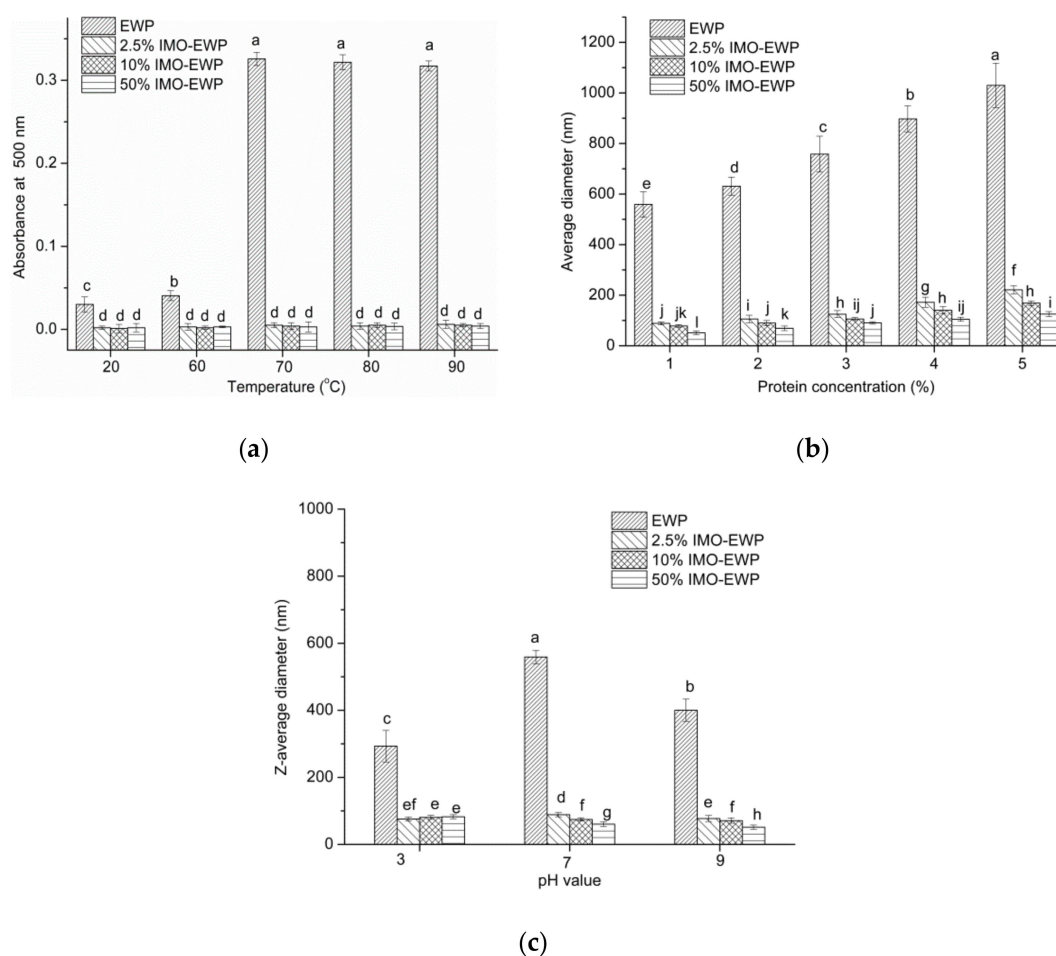 EWP
2.5% IMO-EWP
10% IMO-EWP
50% IMO-EWP
Absorbance at 500 nm
0.3
0.2
0.1
0.0
c d d d
b d d d
a d d d
a d d d
a d d d
20 60 70 80 90
Temperature (°C)
(a)
EWP
2.5% IMO-EWP
10% IMO-EWP
50% IMO-EWP
Average diameter (nm)
1200
1000
800
600
400
200
0
e j jk l
d i j k
c h ij j
b g h ij
a f h i
1 2 3 4 5
Protein concentration (%)
(b)
EWP
2.5% IMO-EWP
10% IMO-EWP
50% IMO-EWP
Z-average diameter (nm)
1000
800
600
400
200
0
c ef e e
a d f g
b e f h
3 7 9
pH value
(c)